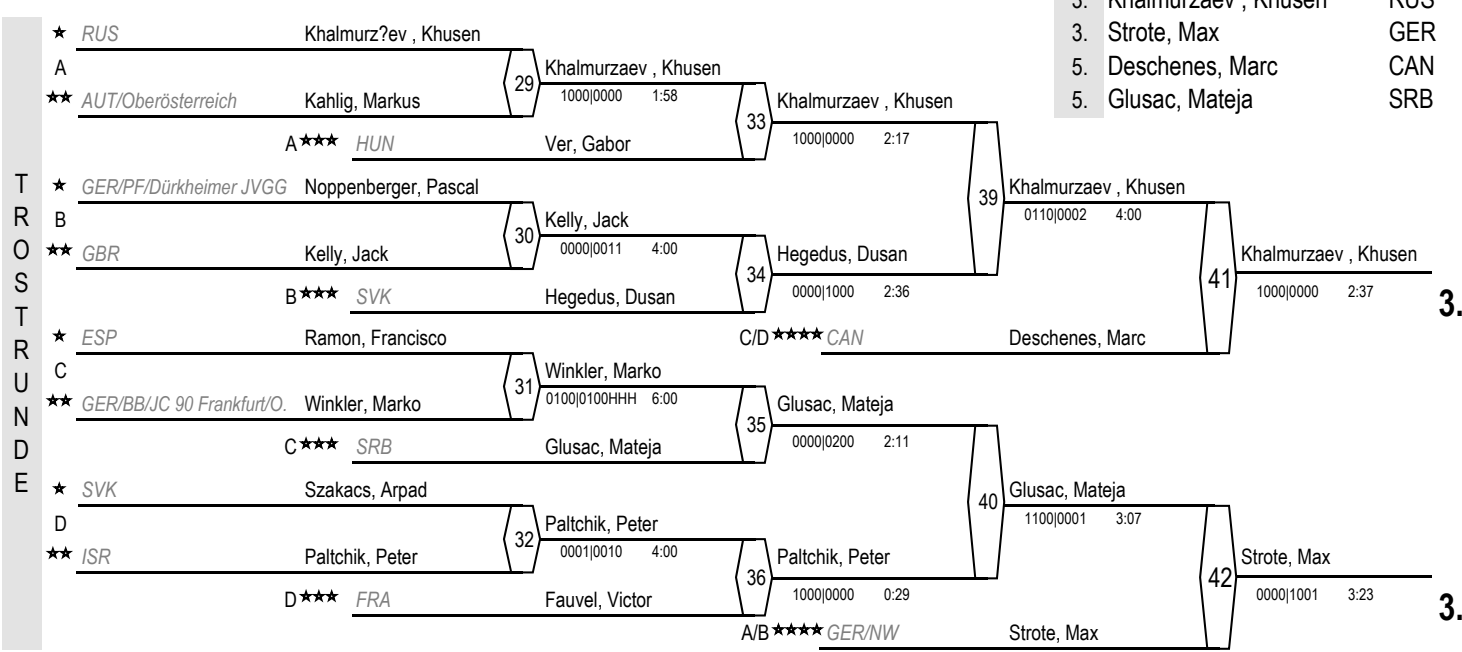 3. Khalmurzaev , Khusen RUS
★ RUS Khalmurz?ev , Khusen
3. Strote, Max GER
A
Khalmurzaev , Khusen
5. Deschenes, Marc CAN
29
1000|0000 1:58
★★ AUT/Oberösterreich Kahlig, Markus
Khalmurzaev , Khusen
5. Glusac, Mateja SRB
33
1000|0000 2:17
A ★★★ HUN Ver, Gabor
TROSTRUNDE
★ GER/PF/Dürkheimer JVGG Noppenberger, Pascal
39
Khalmurzaev , Khusen
0110|0002 4:00
B
Kelly, Jack
30
0000|0011 4:00
★★ GBR Kelly, Jack
Hegedus, Dusan
Khalmurzaev , Khusen
34
0000|1000 2:36
41
1000|0000 2:37
3.
B ★★★ SVK Hegedus, Dusan
★ ESP Ramon, Francisco
C/D ★★★★ CAN Deschenes, Marc
C
Winkler, Marko
31
0100|0100HHH 6:00
★★ GER/BB/JC 90 Frankfurt/O. Winkler, Marko
Glusac, Mateja
35
0000|0200 2:11
C ★★★ SRB Glusac, Mateja
★ SVK Szakacs, Arpad
40
Glusac, Mateja
1100|0001 3:07
D
Paltchik, Peter
32
0001|0010 4:00
★★ ISR Paltchik, Peter
Paltchik, Peter
Strote, Max
36
1000|0000 0:29
42
0000|1001 3:23
3.
D ★★★ FRA Fauvel, Victor
A/B ★★★★ GER/NW Strote, Max